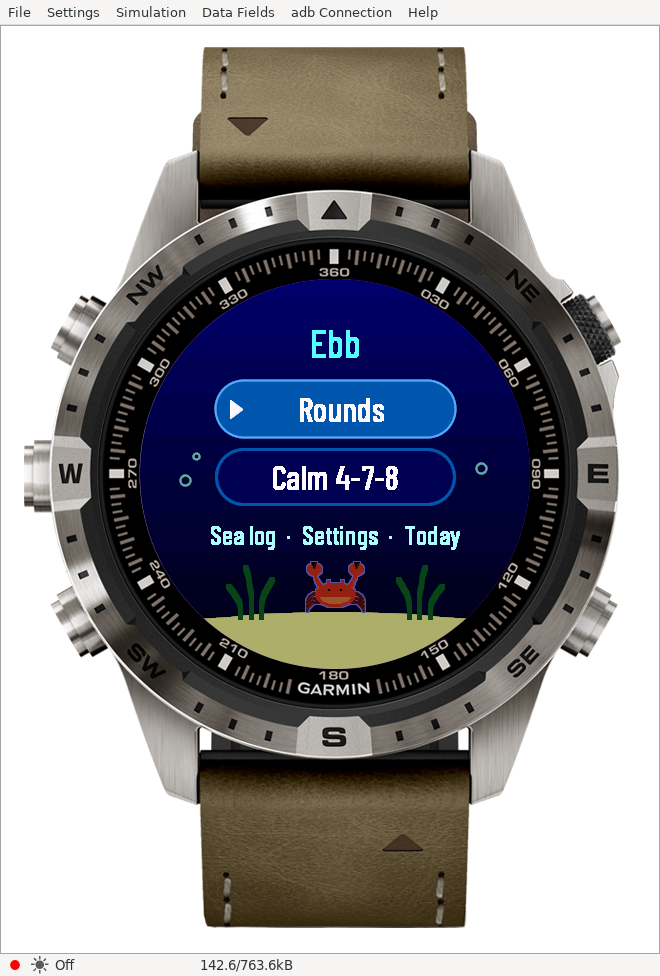 File Settings Simulation Data Fields adb Connection Help
360
330 030
NW NE
300 060
Ebb
Rounds
W 270 090 E
Calm 4-7-8
Sea log · Settings · Today
240 120
210 150
SW SE
180
GARMIN
S
Off 142.6/763.6kB